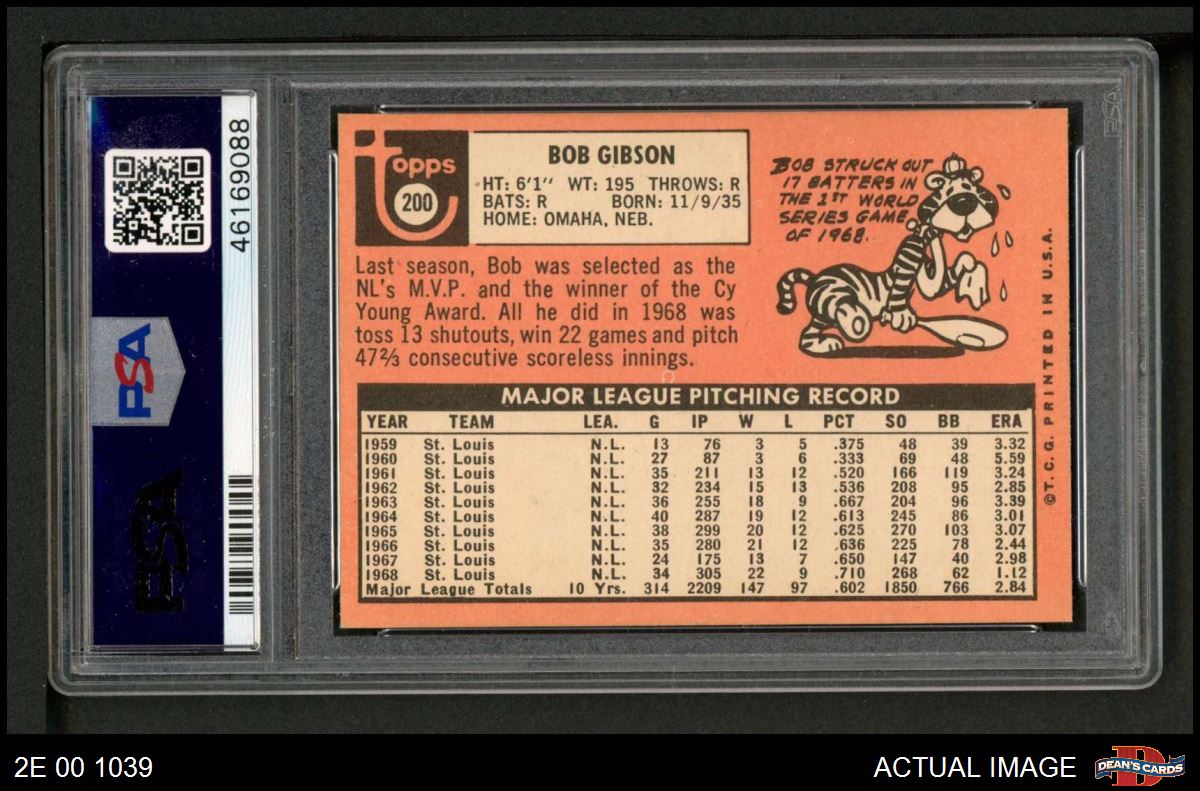 46169088
PSA
PSA
PSA
Topps
200
BOB GIBSON
HT: 6'1" WT: 195 THROWS: R
BATS: R BORN: 11/9/35
HOME: OMAHA, NEB.
Last season, Bob was selected as the
NL's M.V.P. and the winner of the Cy
Young Award. All he did in 1968 was
toss 13 shutouts, win 22 games and pitch
47⅔ consecutive scoreless innings.
BOB STRUCK OUT
17 BATTERS IN
THE 1ST WORLD
SERIES GAME
OF 1968.
©T.C.G. PRINTED IN U.S.A.
MAJOR LEAGUE PITCHING RECORD
YEAR TEAM LEA. G IP W L PCT SO BB ERA
1959 St. Louis N.L. 13 76 3 5 .375 48 39 3.32
1960 St. Louis N.L. 27 87 3 6 .333 69 48 5.59
1961 St. Louis N.L. 35 211 13 12 .520 166 119 3.24
1962 St. Louis N.L. 32 234 15 13 .536 208 95 2.85
1963 St. Louis N.L. 36 255 18 9 .667 204 96 3.39
1964 St. Louis N.L. 40 287 19 12 .613 245 86 3.01
1965 St. Louis N.L. 38 299 20 12 .625 270 103 3.07
1966 St. Louis N.L. 35 280 21 12 .636 225 78 2.44
1967 St. Louis N.L. 24 175 13 7 .650 147 40 2.98
1968 St. Louis N.L. 34 305 22 9 .710 268 62 1.12
Major League Totals 10 Yrs. 314 2209 147 97 .602 1850 766 2.84
2E 00 1039
ACTUAL IMAGE
DEAN'S CARDS